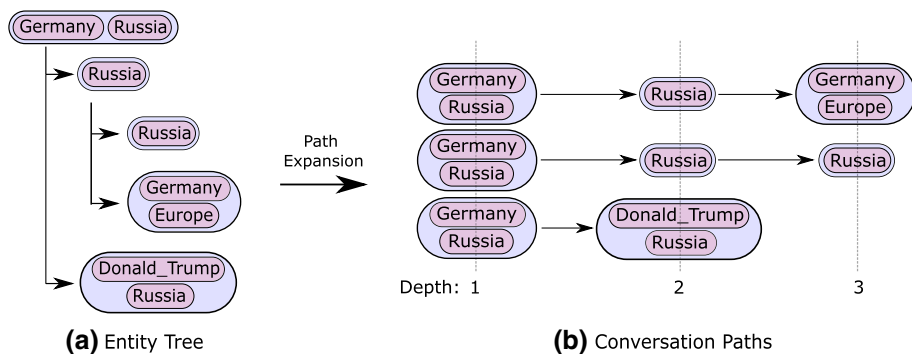 Germany Russia
Russia
Russia
Germany
Europe
Donald_Trump
Russia
(a) Entity Tree
Path
Expansion
Germany
Russia
Russia
Germany
Europe
Germany
Russia
Russia
Russia
Germany
Russia
Donald_Trump
Russia
Depth: 1 2 3
(b) Conversation Paths